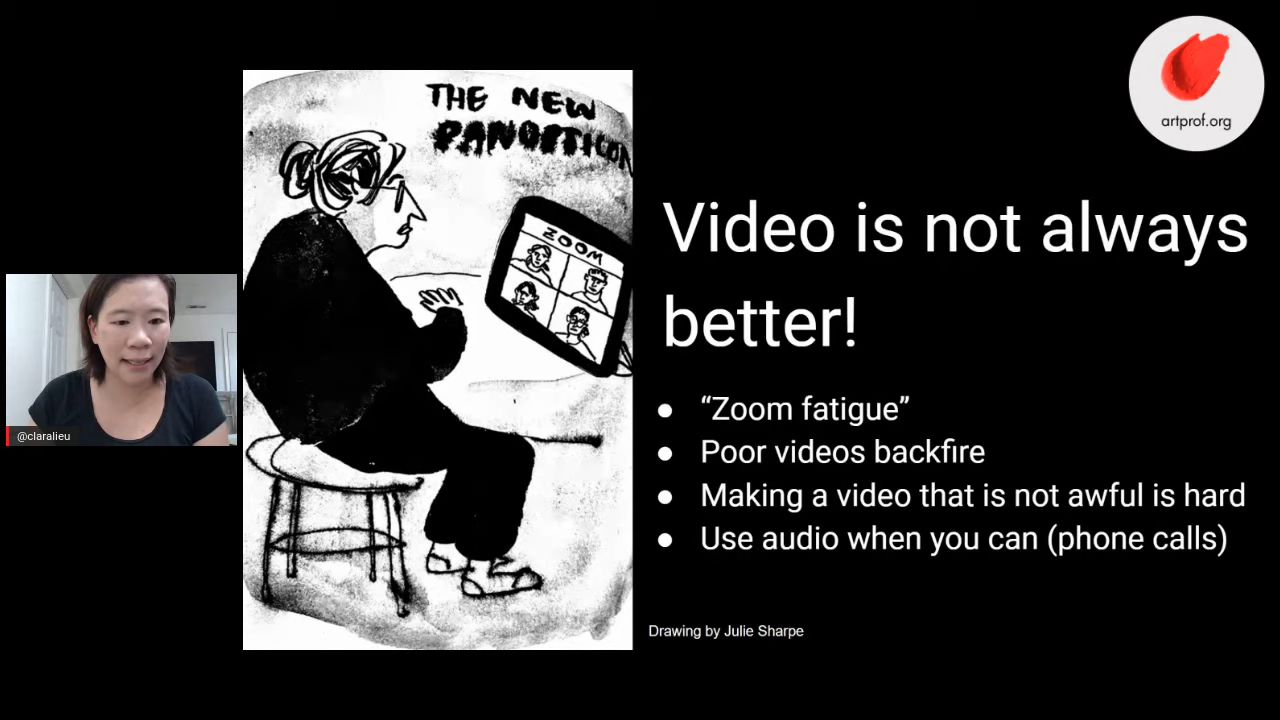 THE NEW
PANOPTICON
ZOOM
artprof.org
Video is not always
better!
● “Zoom fatigue”
● Poor videos backfire
● Making a video that is not awful is hard
● Use audio when you can (phone calls)
@claralieu
Drawing by Julie Sharpe